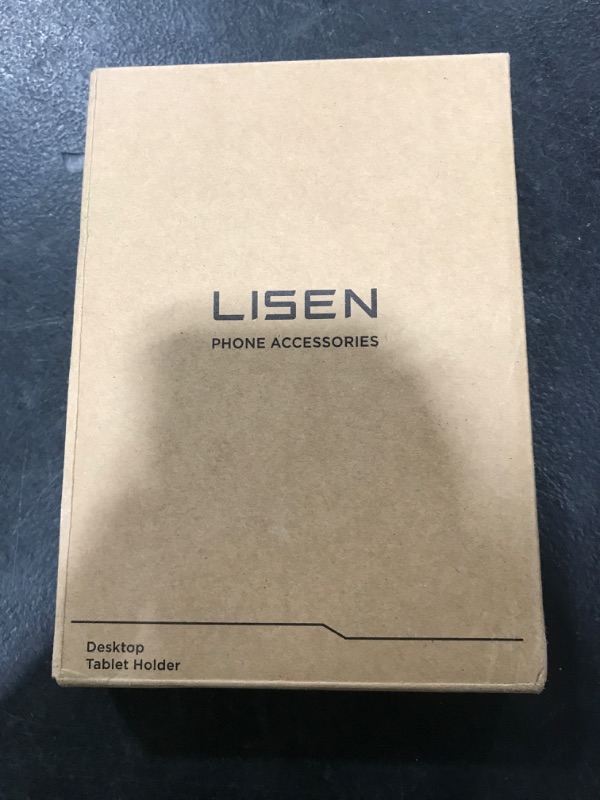 LISEN
PHONE ACCESSORIES
Desktop
Tablet Holder